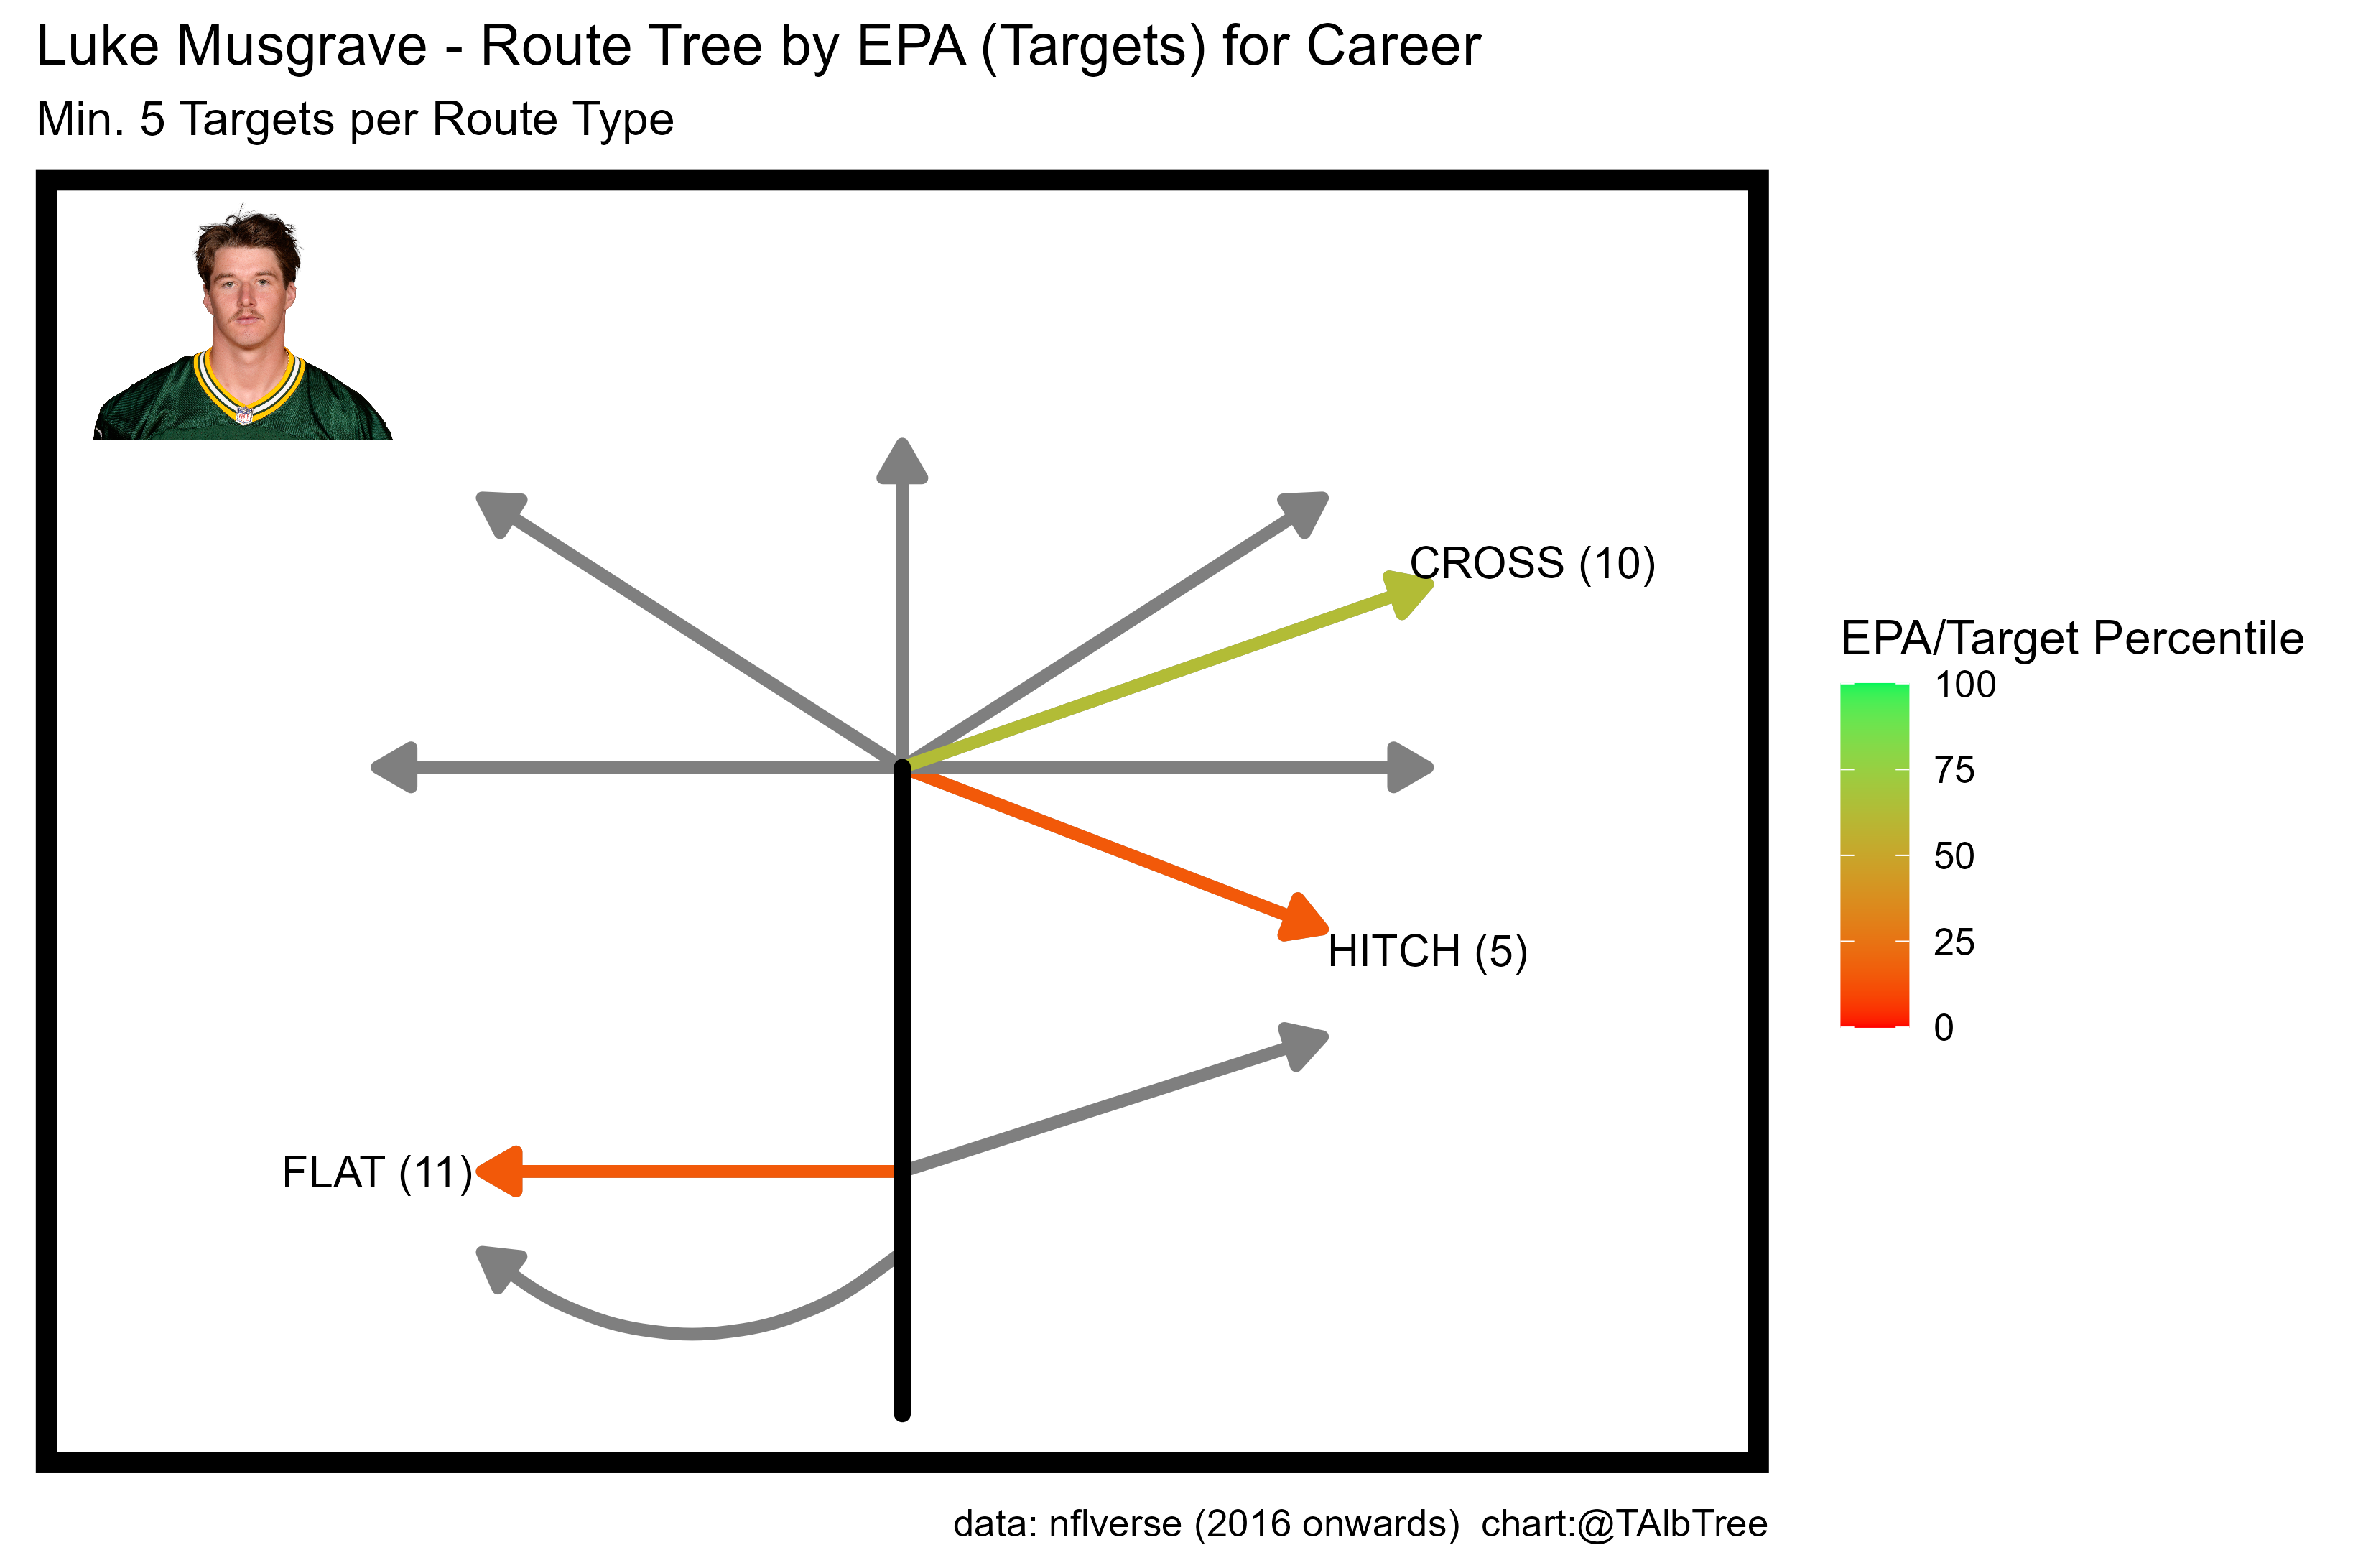 Luke Musgrave - Route Tree by EPA (Targets) for Career
Min. 5 Targets per Route Type
CROSS (10)
HITCH (5)
FLAT (11)
EPA/Target Percentile
100
75
50
25
0
data: nflverse (2016 onwards)  chart:@TAlbTree